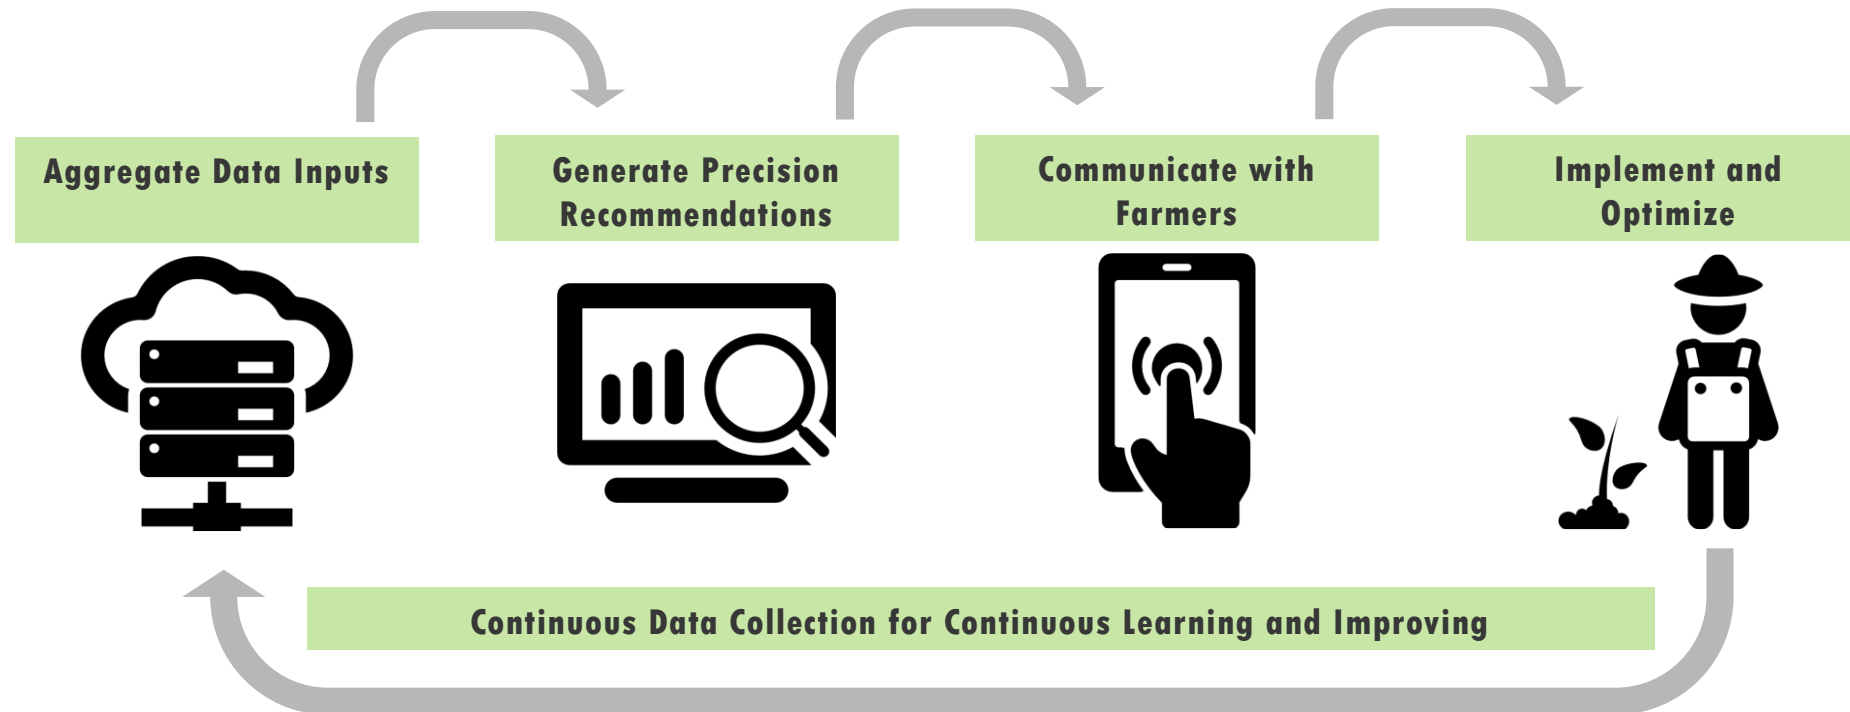 Aggregate Data Inputs
Generate Precision
Recommendations
Communicate with
Farmers
Implement and
Optimize
Continuous Data Collection for Continuous Learning and Improving